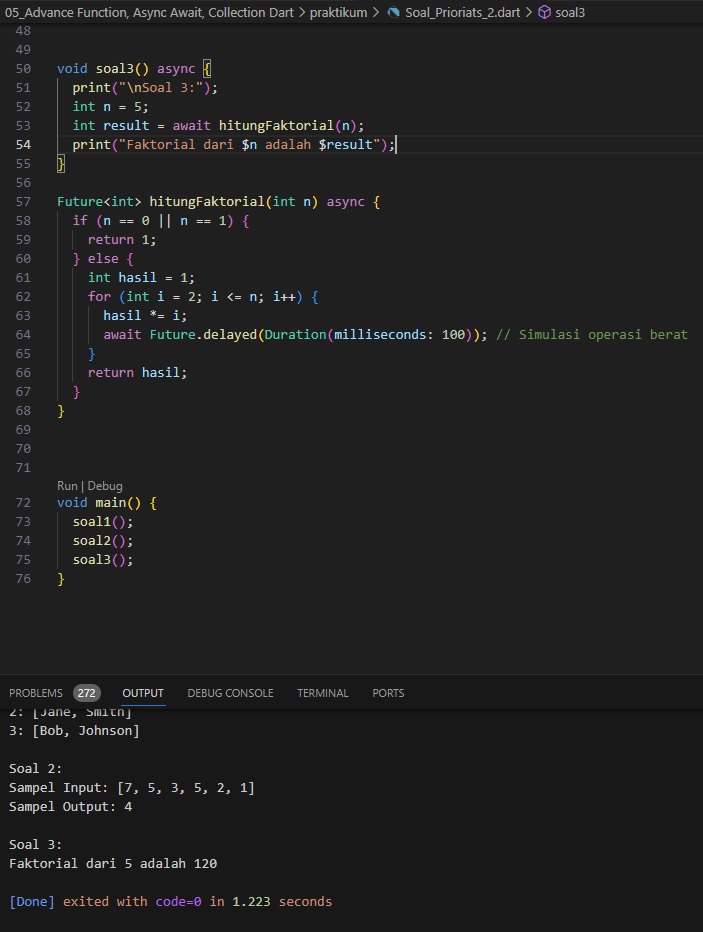 05_Advance Function, Async Await, Collection Dart > praktikum > Soal_Prioriats_2.dart > soal3
48
49
50 void soal3() async {
51 print("\nSoal 3:");
52 int n = 5;
53 int result = await hitungFaktorial(n);
54 print("Faktorial dari $n adalah $result");
55 }
56
57 Future<int> hitungFaktorial(int n) async {
58 if (n == 0 || n == 1) {
59 return 1;
60 } else {
61 int hasil = 1;
62 for (int i = 2; i <= n; i++) {
63 hasil *= i;
64 await Future.delayed(Duration(milliseconds: 100)); // Simulasi operasi berat
65 }
66 return hasil;
67 }
68 }
69
70
71
Run | Debug
72 void main() {
73 soal1();
74 soal2();
75 soal3();
76 }
PROBLEMS 272 OUTPUT DEBUG CONSOLE TERMINAL PORTS
2: [Jane, Smith]
3: [Bob, Johnson]
Soal 2:
Sampel Input: [7, 5, 3, 5, 2, 1]
Sampel Output: 4
Soal 3:
Faktorial dari 5 adalah 120
[Done] exited with code=0 in 1.223 seconds